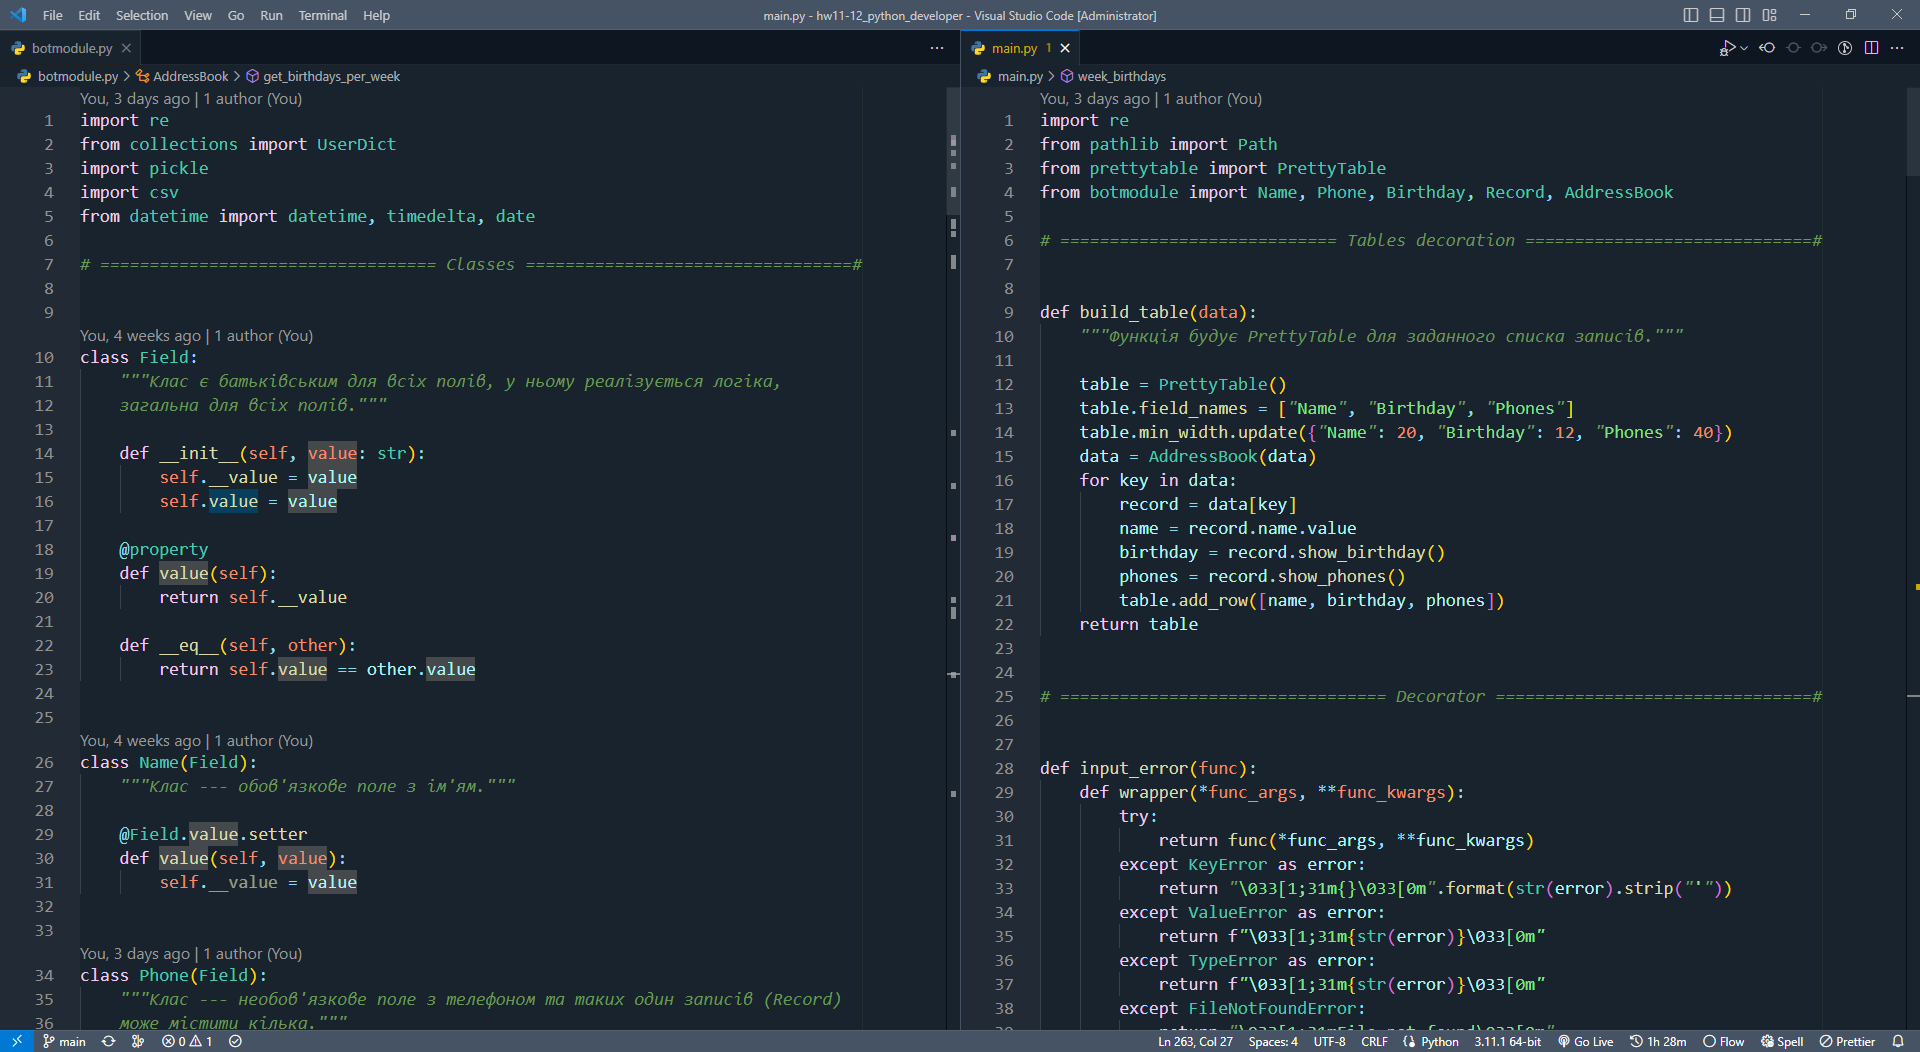 File Edit Selection View Go Run Terminal Help
main.py - hw11-12_python_developer - Visual Studio Code [Administrator]
botmodule.py
botmodule.py > AddressBook > get_birthdays_per_week
You, 3 days ago | 1 author (You)
1 import re
2 from collections import UserDict
3 import pickle
4 import csv
5 from datetime import datetime, timedelta, date
6
7 # ================================== Classes =================================#
8
9
You, 4 weeks ago | 1 author (You)
10 class Field:
11     """Клас є батьківським для всіх полів, у ньому реалізується логіка,
12     загальна для всіх полів."""
13
14     def __init__(self, value: str):
15         self.__value = value
16         self.value = value
17
18     @property
19     def value(self):
20         return self.__value
21
22     def __eq__(self, other):
23         return self.value == other.value
24
25
You, 4 weeks ago | 1 author (You)
26 class Name(Field):
27     """Клас --- обов'язкове поле з ім'ям."""
28
29     @Field.value.setter
30     def value(self, value):
31         self.__value = value
32
33
You, 3 days ago | 1 author (You)
34 class Phone(Field):
35     """Клас --- необов'язкове поле з телефоном та таких один записів (Record)
36     може містити кілька."""
main.py 1
main.py > week_birthdays
You, 3 days ago | 1 author (You)
1 import re
2 from pathlib import Path
3 from prettytable import PrettyTable
4 from botmodule import Name, Phone, Birthday, Record, AddressBook
5
6 # ============================ Tables decoration =============================#
7
8
9 def build_table(data):
10     """Функція будує PrettyTable для заданного списка записів."""
11
12     table = PrettyTable()
13     table.field_names = ["Name", "Birthday", "Phones"]
14     table.min_width.update({"Name": 20, "Birthday": 12, "Phones": 40})
15     data = AddressBook(data)
16     for key in data:
17         record = data[key]
18         name = record.name.value
19         birthday = record.show_birthday()
20         phones = record.show_phones()
21         table.add_row([name, birthday, phones])
22     return table
23
24
25 # ================================= Decorator ================================#
26
27
28 def input_error(func):
29     def wrapper(*func_args, **func_kwargs):
30         try:
31             return func(*func_args, **func_kwargs)
32         except KeyError as error:
33             return "\033[1;31m{}\033[0m".format(str(error).strip("'"))
34         except ValueError as error:
35             return f"\033[1;31m{str(error)}\033[0m"
36         except TypeError as error:
37             return f"\033[1;31m{str(error)}\033[0m"
38         except FileNotFoundError:
39             return "\033[1;31mFile not found\033[0m"
main 0 1 Ln 263, Col 27 Spaces: 4 UTF-8 CRLF Python 3.11.1 64-bit Go Live 1h 28m Flow Spell Prettier